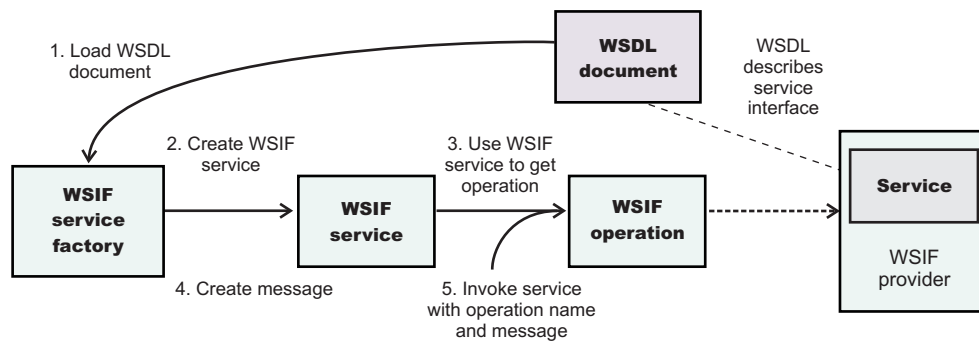 1. Load WSDL
document
WSDL
document
WSDL
describes
service
interface
2. Create WSIF
service
3. Use WSIF
service to get
operation
WSIF
service
factory
WSIF
service
WSIF
operation
Service
WSIF
provider
4. Create message
5. Invoke service
with operation name
and message